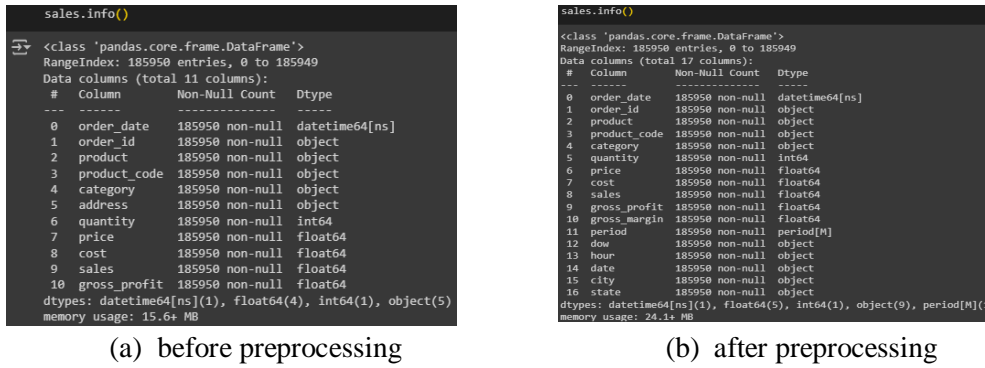 sales.info()
<class 'pandas.core.frame.DataFrame'>
RangeIndex: 185950 entries, 0 to 185949
Data columns (total 11 columns):
# Column Non-Null Count Dtype
--- ------ -------------- -----
0 order_date 185950 non-null datetime64[ns]
1 order_id 185950 non-null object
2 product 185950 non-null object
3 product_code 185950 non-null object
4 category 185950 non-null object
5 address 185950 non-null object
6 quantity 185950 non-null int64
7 price 185950 non-null float64
8 cost 185950 non-null float64
9 sales 185950 non-null float64
10 gross_profit 185950 non-null float64
dtypes: datetime64[ns](1), float64(4), int64(1), object(5)
memory usage: 15.6+ MB
(a) before preprocessing
sales.info()
<class 'pandas.core.frame.DataFrame'>
RangeIndex: 185950 entries, 0 to 185949
Data columns (total 17 columns):
# Column Non-Null Count Dtype
--- ------ -------------- -----
0 order_date 185950 non-null datetime64[ns]
1 order_id 185950 non-null object
2 product 185950 non-null object
3 product_code 185950 non-null object
4 category 185950 non-null object
5 quantity 185950 non-null int64
6 price 185950 non-null float64
7 cost 185950 non-null float64
8 sales 185950 non-null float64
9 gross_profit 185950 non-null float64
10 gross_margin 185950 non-null float64
11 period 185950 non-null period[M]
12 dow 185950 non-null object
13 hour 185950 non-null object
14 date 185950 non-null object
15 city 185950 non-null object
16 state 185950 non-null object
dtypes: datetime64[ns](1), float64(5), int64(1), object(9), period[M](
memory usage: 24.1+ MB
(b) after preprocessing